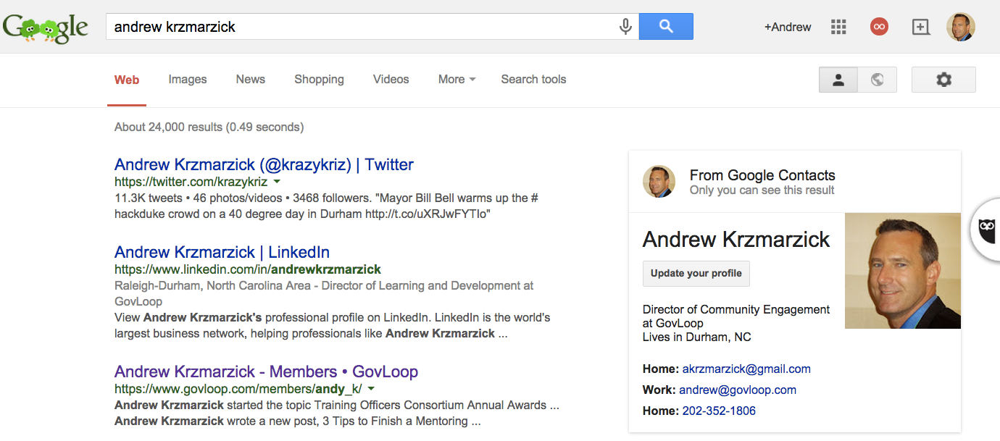 Google
andrew krzmarzick
+Andrew
Web Images News Shopping Videos More Search tools
About 24,000 results (0.49 seconds)
Andrew Krzmarzick (@krazykriz) | Twitter
https://twitter.com/krazykriz
11.3K tweets • 46 photos/videos • 3468 followers. "Mayor Bill Bell warms up the #
hackduke crowd on a 40 degree day in Durham http://t.co/uXRJwFYTIo"
Andrew Krzmarzick | LinkedIn
https://www.linkedin.com/in/andrewkrzmarzick
Raleigh-Durham, North Carolina Area - Director of Learning and Development at
GovLoop
View Andrew Krzmarzick's professional profile on LinkedIn. LinkedIn is the world's
largest business network, helping professionals like Andrew Krzmarzick ...
Andrew Krzmarzick - Members • GovLoop
https://www.govloop.com/members/andy_k/
Andrew Krzmarzick started the topic Training Officers Consortium Annual Awards ...
Andrew Krzmarzick wrote a new post, 3 Tips to Finish a Mentoring ...
From Google Contacts
Only you can see this result
Andrew Krzmarzick
Update your profile
Director of Community Engagement
at GovLoop
Lives in Durham, NC
Home: akrzmarzick@gmail.com
Work: andrew@govloop.com
Home: 202-352-1806